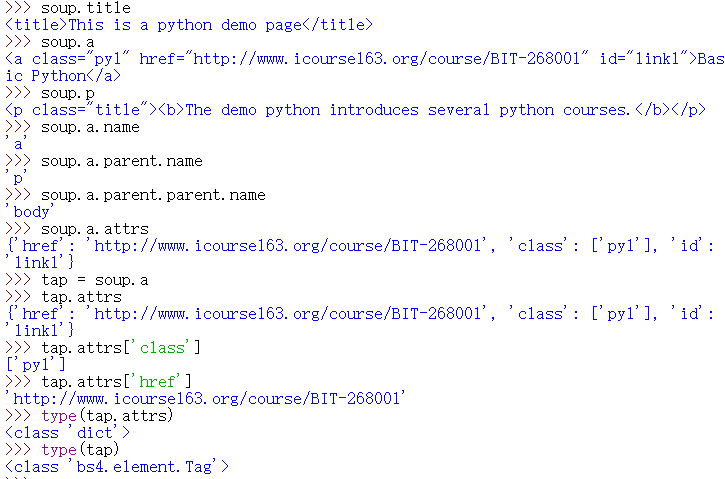 >>> soup.title
<title>This is a python demo page</title>
>>> soup.a
<a class="py1" href="http://www.icourse163.org/course/BIT-268001" id="link1">Bas
ic Python</a>
>>> soup.p
<p class="title"><b>The demo python introduces several python courses.</b></p>
>>> soup.a.name
'a'
>>> soup.a.parent.name
'p'
>>> soup.a.parent.parent.name
'body'
>>> soup.a.attrs
{'href': 'http://www.icourse163.org/course/BIT-268001', 'class': ['py1'], 'id':
'link1'}
>>> tap = soup.a
>>> tap.attrs
{'href': 'http://www.icourse163.org/course/BIT-268001', 'class': ['py1'], 'id':
'link1'}
>>> tap.attrs['class']
['py1']
>>> tap.attrs['href']
'http://www.icourse163.org/course/BIT-268001'
>>> type(tap.attrs)
<class 'dict'>
>>> type(tap)
<class 'bs4.element.Tag'>
>>>